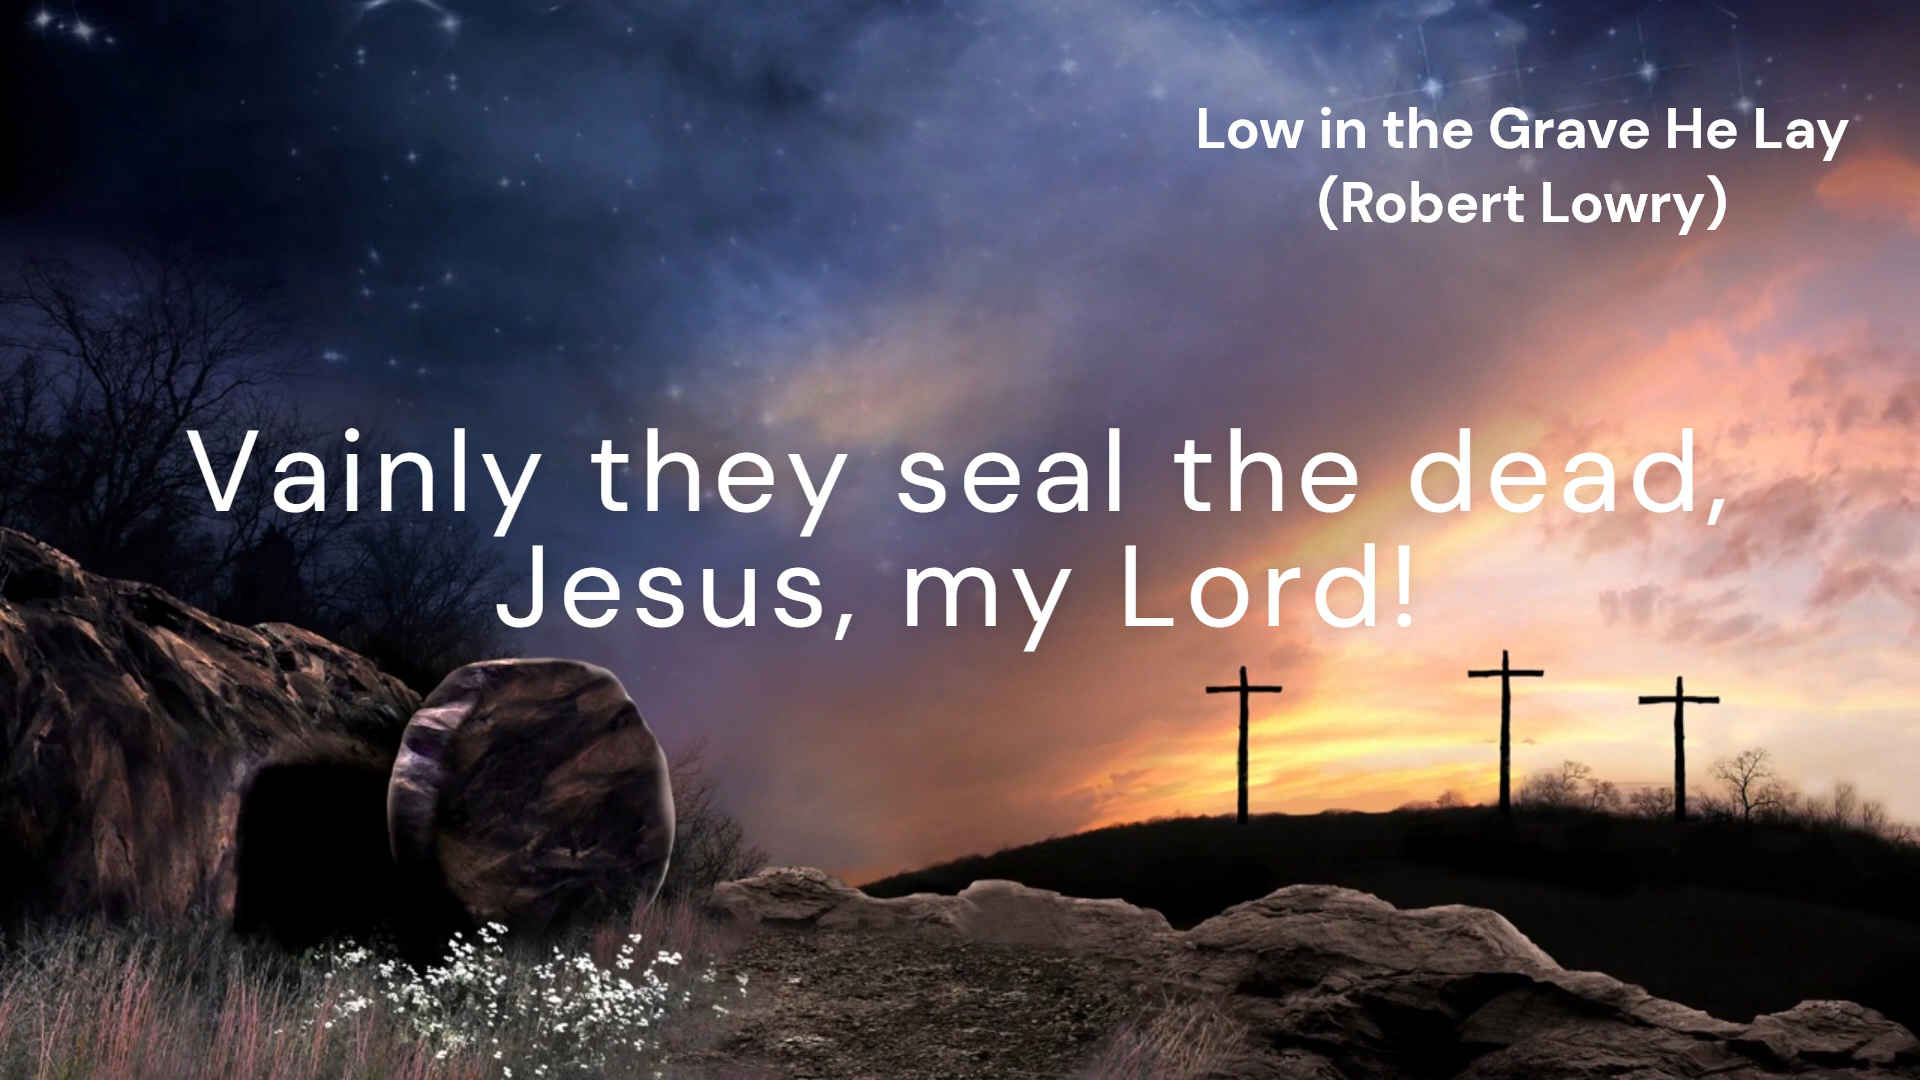 Low in the Grave He Lay
(Robert Lowry)
Vainly they seal the dead,
Jesus, my Lord!